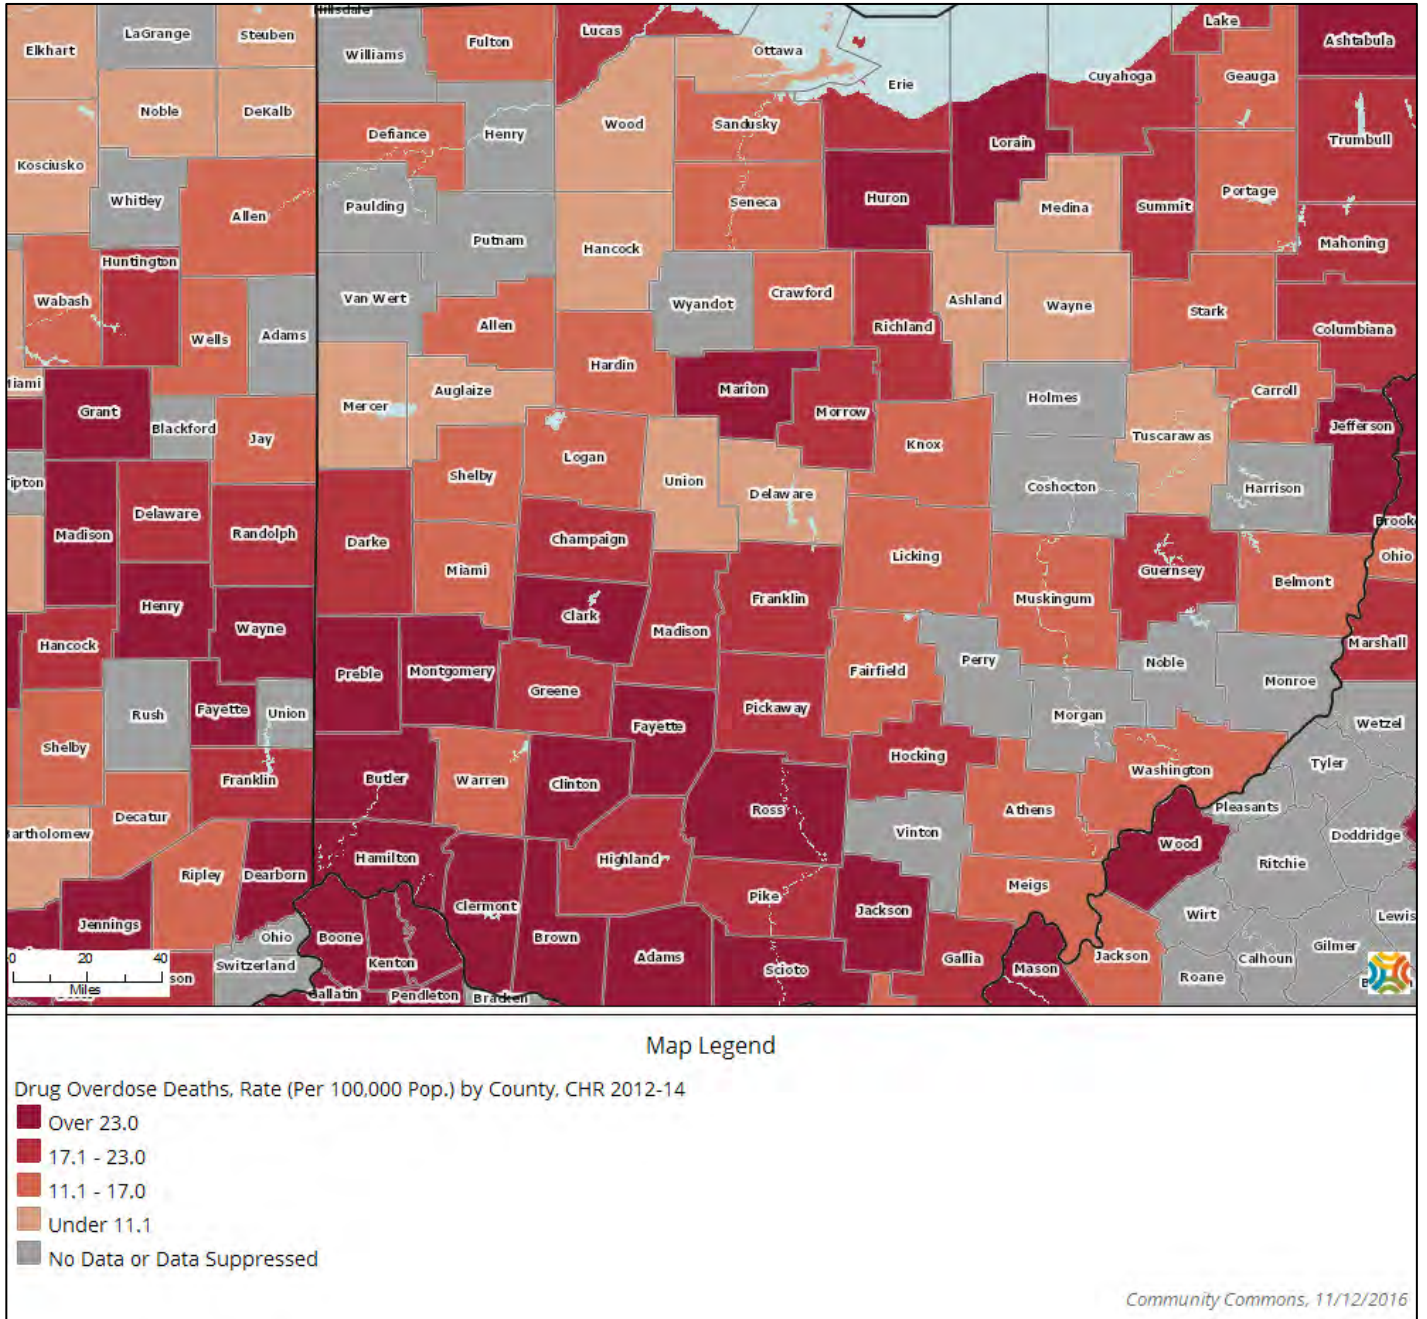 Hillsdale
LaGrange
Steuben
Elkhart
Williams
Fulton
Lucas
Ottawa
Lake
Ashtabula
Erie
Cuyahoga
Geauga
Noble
DeKalb
Defiance
Henry
Wood
Sandusky
Lorain
Trumbull
Kosciusko
Whitley
Allen
Paulding
Putnam
Seneca
Huron
Medina
Summit
Portage
Mahoning
Huntington
Hancock
Wabash
Wells
Adams
Van Wert
Allen
Wyandot
Crawford
Richland
Ashland
Wayne
Stark
Columbiana
Hardin
Miami
Grant
Blackford
Jay
Mercer
Auglaize
Marion
Morrow
Holmes
Carroll
Jefferson
Knox
Tuscarawas
ipton
Madison
Delaware
Randolph
Darke
Shelby
Logan
Union
Delaware
Coshocton
Harrison
Brooke
Ohio
Champaign
Miami
Licking
Guernsey
Belmont
Henry
Wayne
Clark
Franklin
Muskingum
Madison
Hancock
Marshall
Preble
Montgomery
Fairfield
Perry
Noble
Monroe
Rush
Fayette
Union
Greene
Fayette
Pickaway
Morgan
Wetzel
Shelby
Franklin
Butler
Warren
Clinton
Hocking
Washington
Tyler
Decatur
Ross
Athens
Pleasants
artholomew
Hamilton
Highland
Vinton
Wood
Doddridge
Ripley
Dearborn
Ritchie
Jennings
Clermont
Pike
Jackson
Meigs
Wirt
Lewis
Ohio
Boone
Kenton
Brown
Adams
Scioto
Gallia
Mason
Jackson
Gilmer
Calhoun
Roane
Switzerland
son
Gallatin
Pendleton
Bracken
0 20 40
Miles
Map Legend
Drug Overdose Deaths, Rate (Per 100,000 Pop.) by County, CHR 2012-14
Over 23.0
17.1 - 23.0
11.1 - 17.0
Under 11.1
No Data or Data Suppressed
Community Commons, 11/12/2016